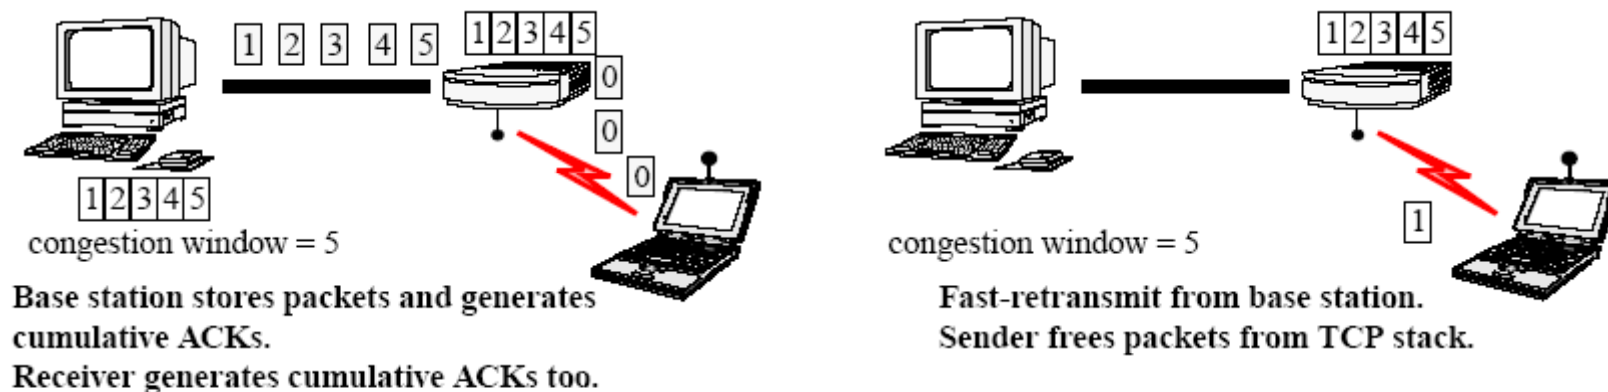 1 2 3 4 5
1 2 3 4 5
0
0
0
1 2 3 4 5
congestion window = 5
Base station stores packets and generates
cumulative ACKs.
Receiver generates cumulative ACKs too.
1 2 3 4 5
1
congestion window = 5
Fast-retransmit from base station.
Sender frees packets from TCP stack.